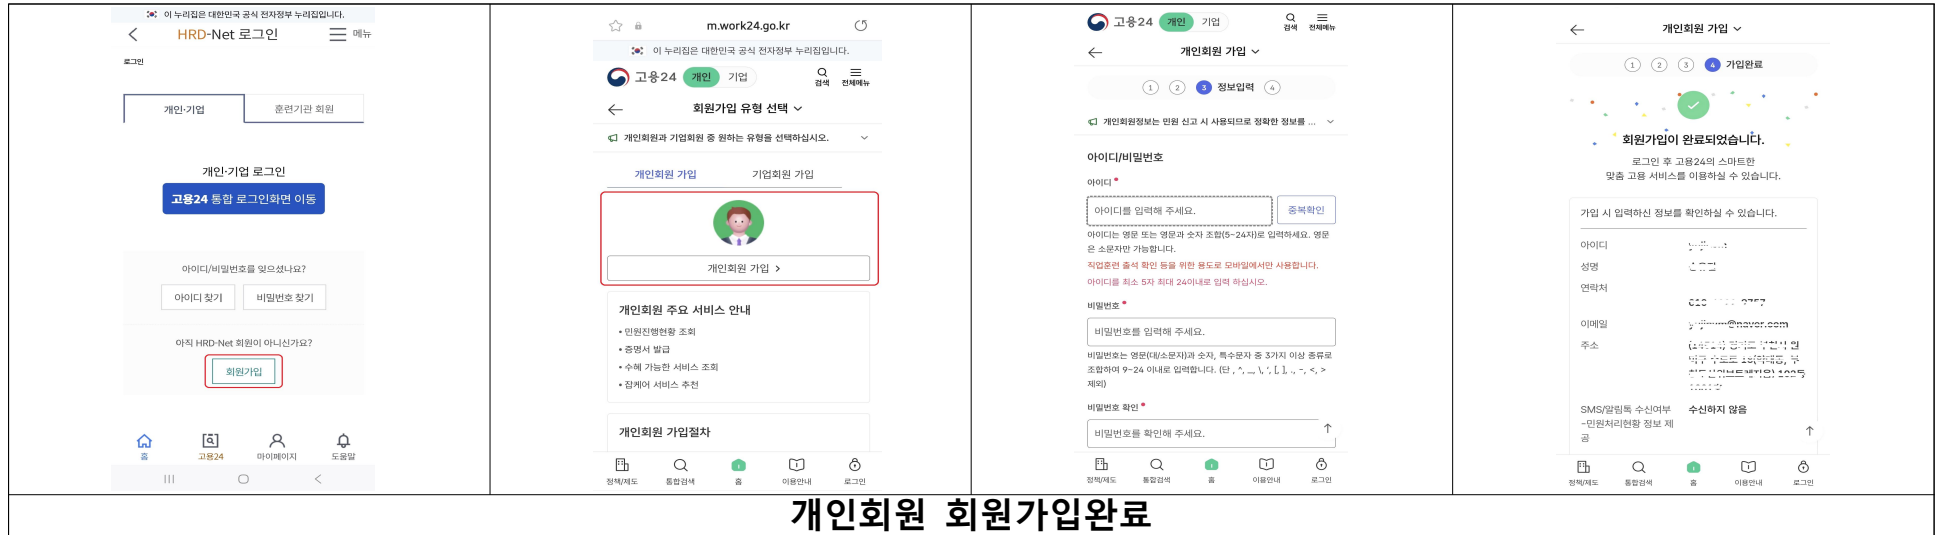 이 누리집은 대한민국 공식 전자정부 누리집입니다.
HRD-Net 로그인
메뉴
로그인
개인·기업
훈련기관 회원
개인·기업 로그인
고용24 통합 로그인화면 이동
아이디/비밀번호를 잊으셨나요?
아이디 찾기
비밀번호 찾기
아직 HRD-Net 회원이 아니신가요?
회원가입
홈
고용24
마이페이지
도움말
m.work24.go.kr
이 누리집은 대한민국 공식 전자정부 누리집입니다.
고용24 개인 기업
검색
전체메뉴
회원가입 유형 선택
개인회원과 기업회원 중 원하는 유형을 선택하십시오.
개인회원 가입
기업회원 가입
개인회원 가입 >
개인회원 주요 서비스 안내
• 민원진행현황 조회
• 증명서 발급
• 수혜 가능한 서비스 조회
• 잡케어 서비스 추천
개인회원 가입절차
정책/제도
통합검색
홈
이용안내
로그인
고용24 개인 기업
검색
전체메뉴
개인회원 가입
1 2 3 정보입력 4
개인회원정보는 민원 신고 시 사용되므로 정확한 정보를 ...
아이디/비밀번호
아이디 *
아이디를 입력해 주세요.
중복확인
아이디는 영문 또는 영문과 숫자 조합(5~24자)로 입력하세요. 영문
은 소문자만 가능합니다.
직업훈련 출석 확인 등을 위한 용도로 모바일에서만 사용합니다.
아이디를 최소 5자 최대 24이내로 입력 하십시오.
비밀번호 *
비밀번호를 입력해 주세요.
비밀번호는 영문(대/소문자)과 숫자, 특수문자 중 3가지 이상 종류로
조합하여 9~24 이내로 입력합니다. (단 , ^, _, \, ‘, [, ], ., ~, <, >
제외)
비밀번호 확인 *
비밀번호를 확인해 주세요.
정책/제도
통합검색
홈
이용안내
로그인
개인회원 가입
1 2 3 4 가입완료
회원가입이 완료되었습니다.
로그인 후 고용24의 스마트한
맞춤 고용 서비스를 이용하실 수 있습니다.
가입 시 입력하신 정보를 확인하실 수 있습니다.
아이디
성명
연락처
이메일
주소
SMS/알림톡 수신여부
-민원처리현황 정보 제
공
수신하지 않음
정책/제도
통합검색
홈
이용안내
로그인
개인회원 회원가입완료